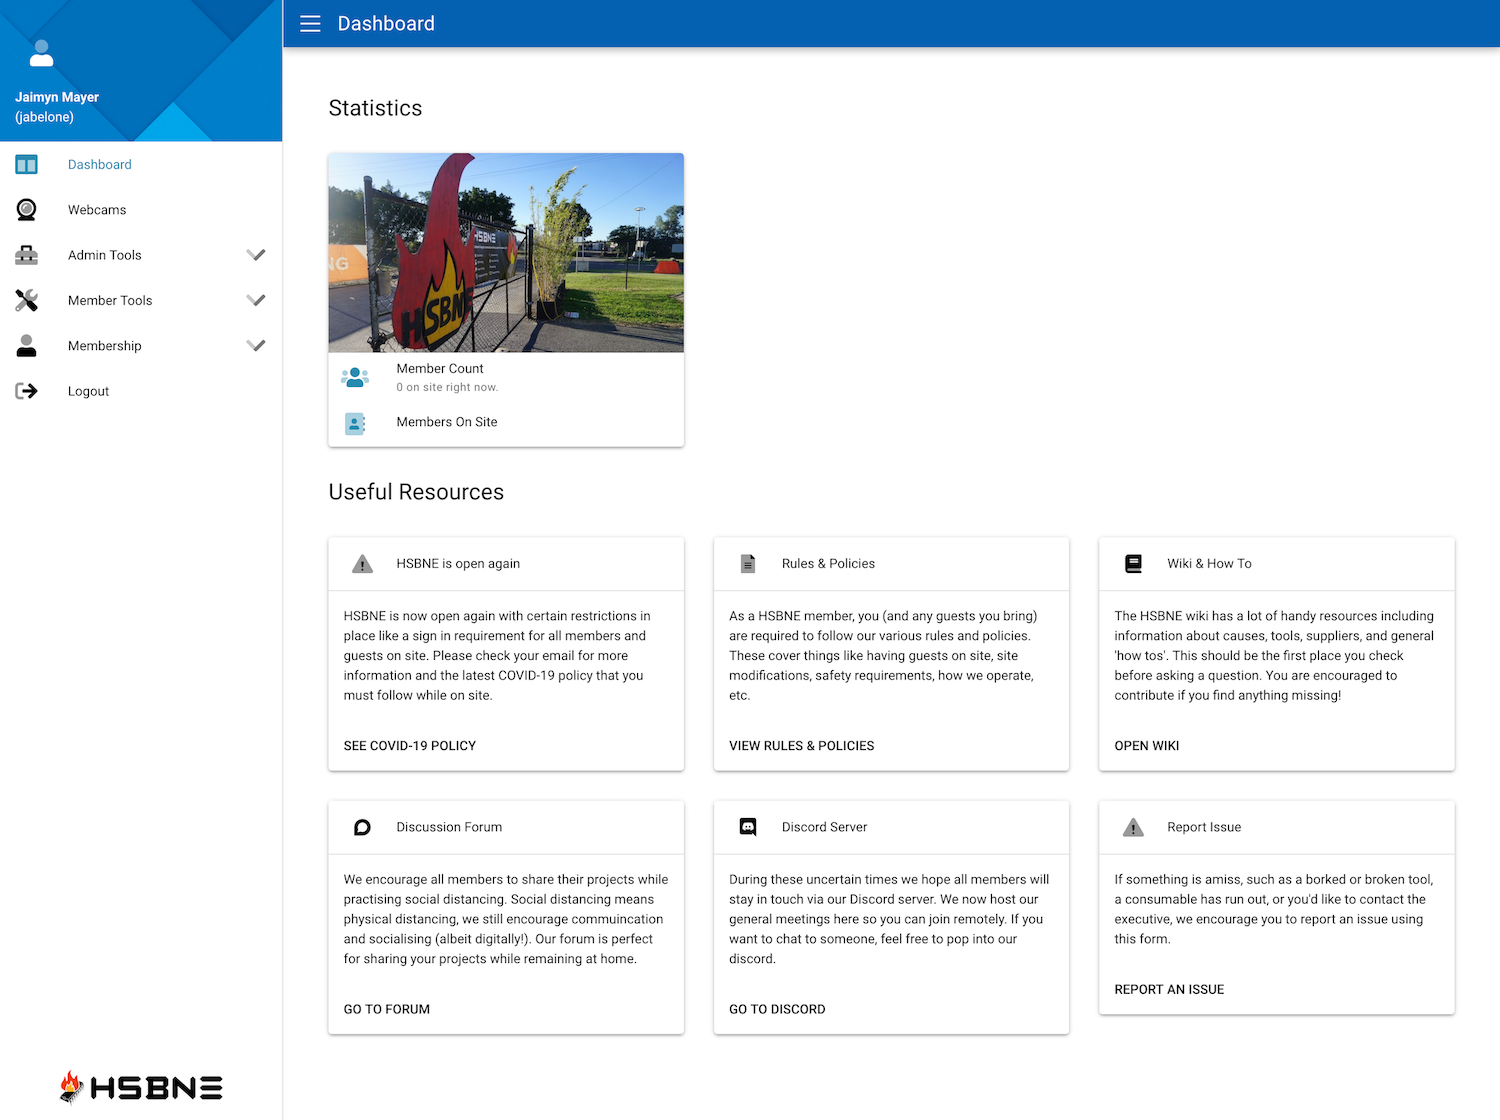 Dashboard
Jaimyn Mayer
(jabelone)
Dashboard
Webcams
Admin Tools
Member Tools
Membership
Logout
HSBNE
Statistics
NG
HSBNE
HSBNE
Member Count
0 on site right now.
Members On Site
Useful Resources
HSBNE is open again
HSBNE is now open again with certain restrictions in
place like a sign in requirement for all members and
guests on site. Please check your email for more
information and the latest COVID-19 policy that you
must follow while on site.
SEE COVID-19 POLICY
Rules & Policies
As a HSBNE member, you (and any guests you bring)
are required to follow our various rules and policies.
These cover things like having guests on site, site
modifications, safety requirements, how we operate,
etc.
VIEW RULES & POLICIES
Wiki & How To
The HSBNE wiki has a lot of handy resources including
information about causes, tools, suppliers, and general
'how tos'. This should be the first place you check
before asking a question. You are encouraged to
contribute if you find anything missing!
OPEN WIKI
Discussion Forum
We encourage all members to share their projects while
practising social distancing. Social distancing means
physical distancing, we still encourage commuincation
and socialising (albeit digitally!). Our forum is perfect
for sharing your projects while remaining at home.
GO TO FORUM
Discord Server
During these uncertain times we hope all members will
stay in touch via our Discord server. We now host our
general meetings here so you can join remotely. If you
want to chat to someone, feel free to pop into our
discord.
GO TO DISCORD
Report Issue
If something is amiss, such as a borked or broken tool,
a consumable has run out, or you'd like to contact the
executive, we encourage you to report an issue using
this form.
REPORT AN ISSUE